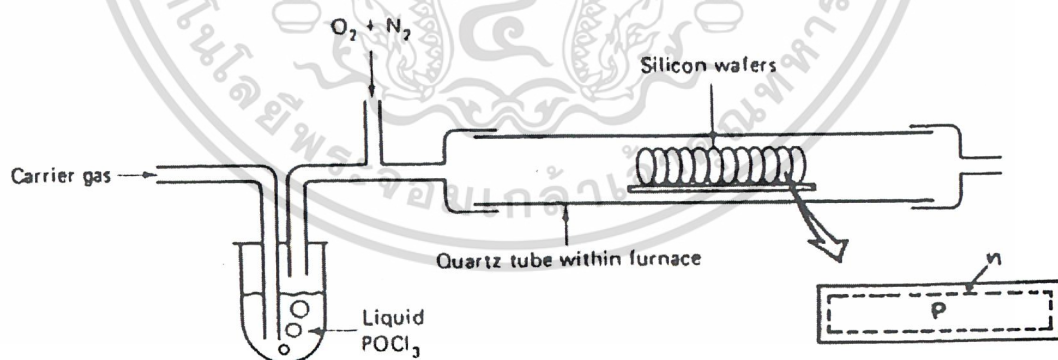 O₂ + N₂
Silicon wafers
Carrier gas
Quartz tube within furnace
n
P
Liquid
POCl₃